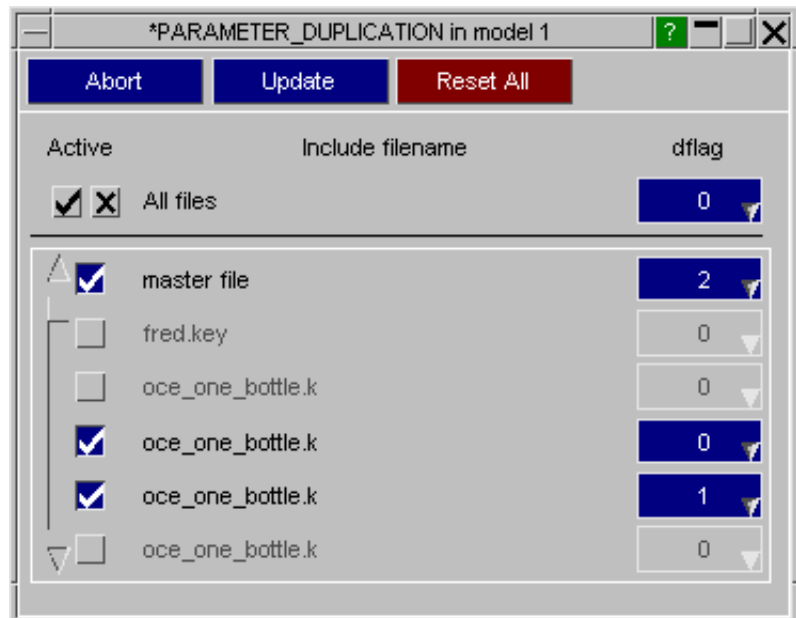 *PARAMETER_DUPLICATION in model 1 ?
Abort Update Reset All
Active Include filename dflag
All files 0
master file 2
fred.key 0
oce_one_bottle.k 0
oce_one_bottle.k 0
oce_one_bottle.k 1
oce_one_bottle.k 0